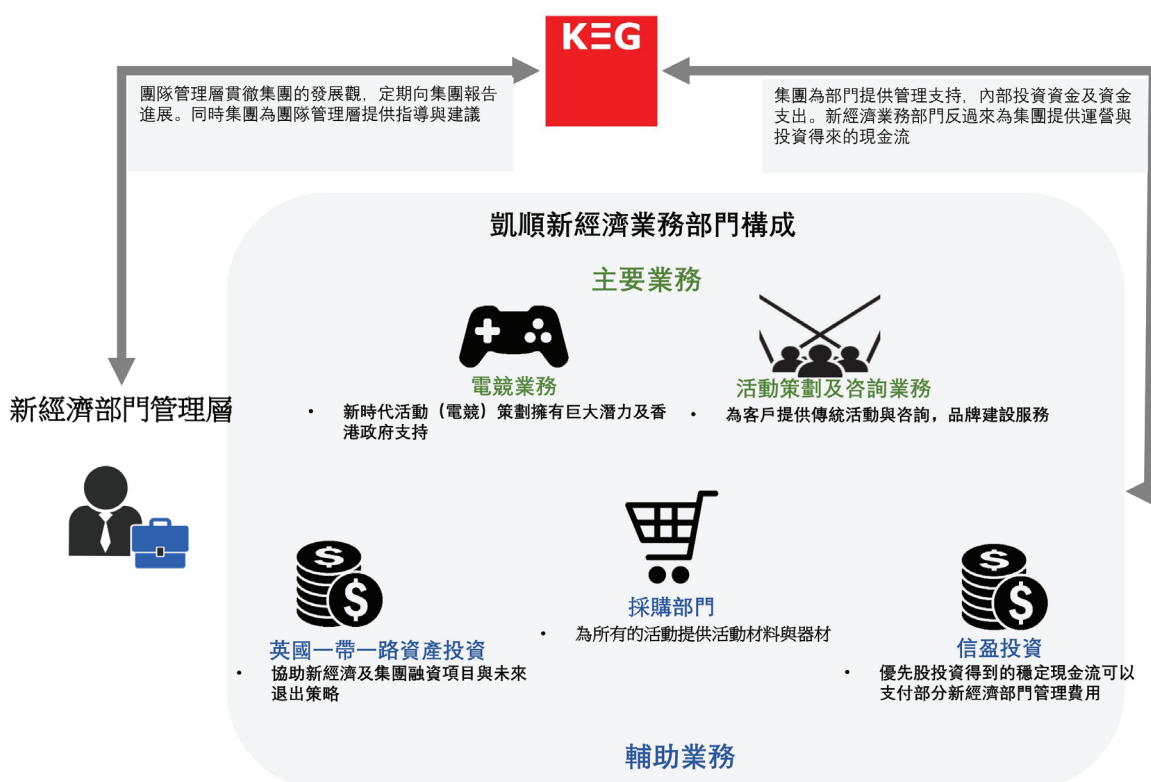 KEG
團隊管理層貫徹集團的發展觀，定期向集團報告
進展。同時集團為團隊管理層提供指導與建議
集團為部門提供管理支持，內部投資資金及資金
支出。新經濟業務部門反過來為集團提供運營與
投資得來的現金流
凱順新經濟業務部門構成
主要業務
電競業務
• 新時代活動（電競）策劃擁有巨大潛力及香
港政府支持
活動策劃及咨詢業務
• 為客戶提供傳統活動與咨詢，品牌建設服務
新經濟部門管理層
英國一帶一路資產投資
• 協助新經濟及集團融資項目與未來
退出策略
採購部門
• 為所有的活動提供活動材料與器材
信盈投資
• 優先股投資得到的穩定現金流可以
支付部分新經濟部門管理費用
輔助業務